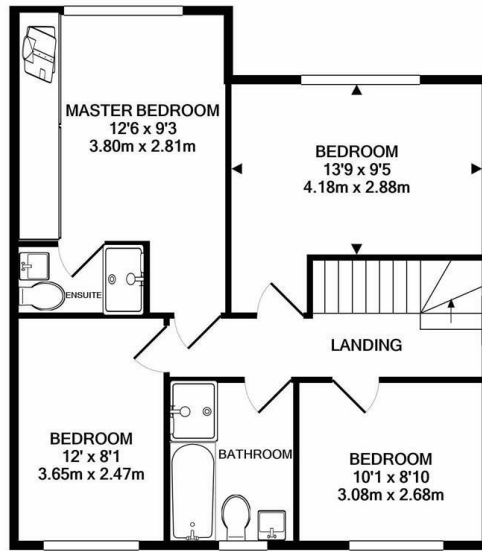 MASTER BEDROOM
12'6 x 9'3
3.80m x 2.81m
BEDROOM
13'9 x 9'5
4.18m x 2.88m
ENSUITE
LANDING
BEDROOM
12' x 8'1
3.65m x 2.47m
BATHROOM
BEDROOM
10'1 x 8'10
3.08m x 2.68m